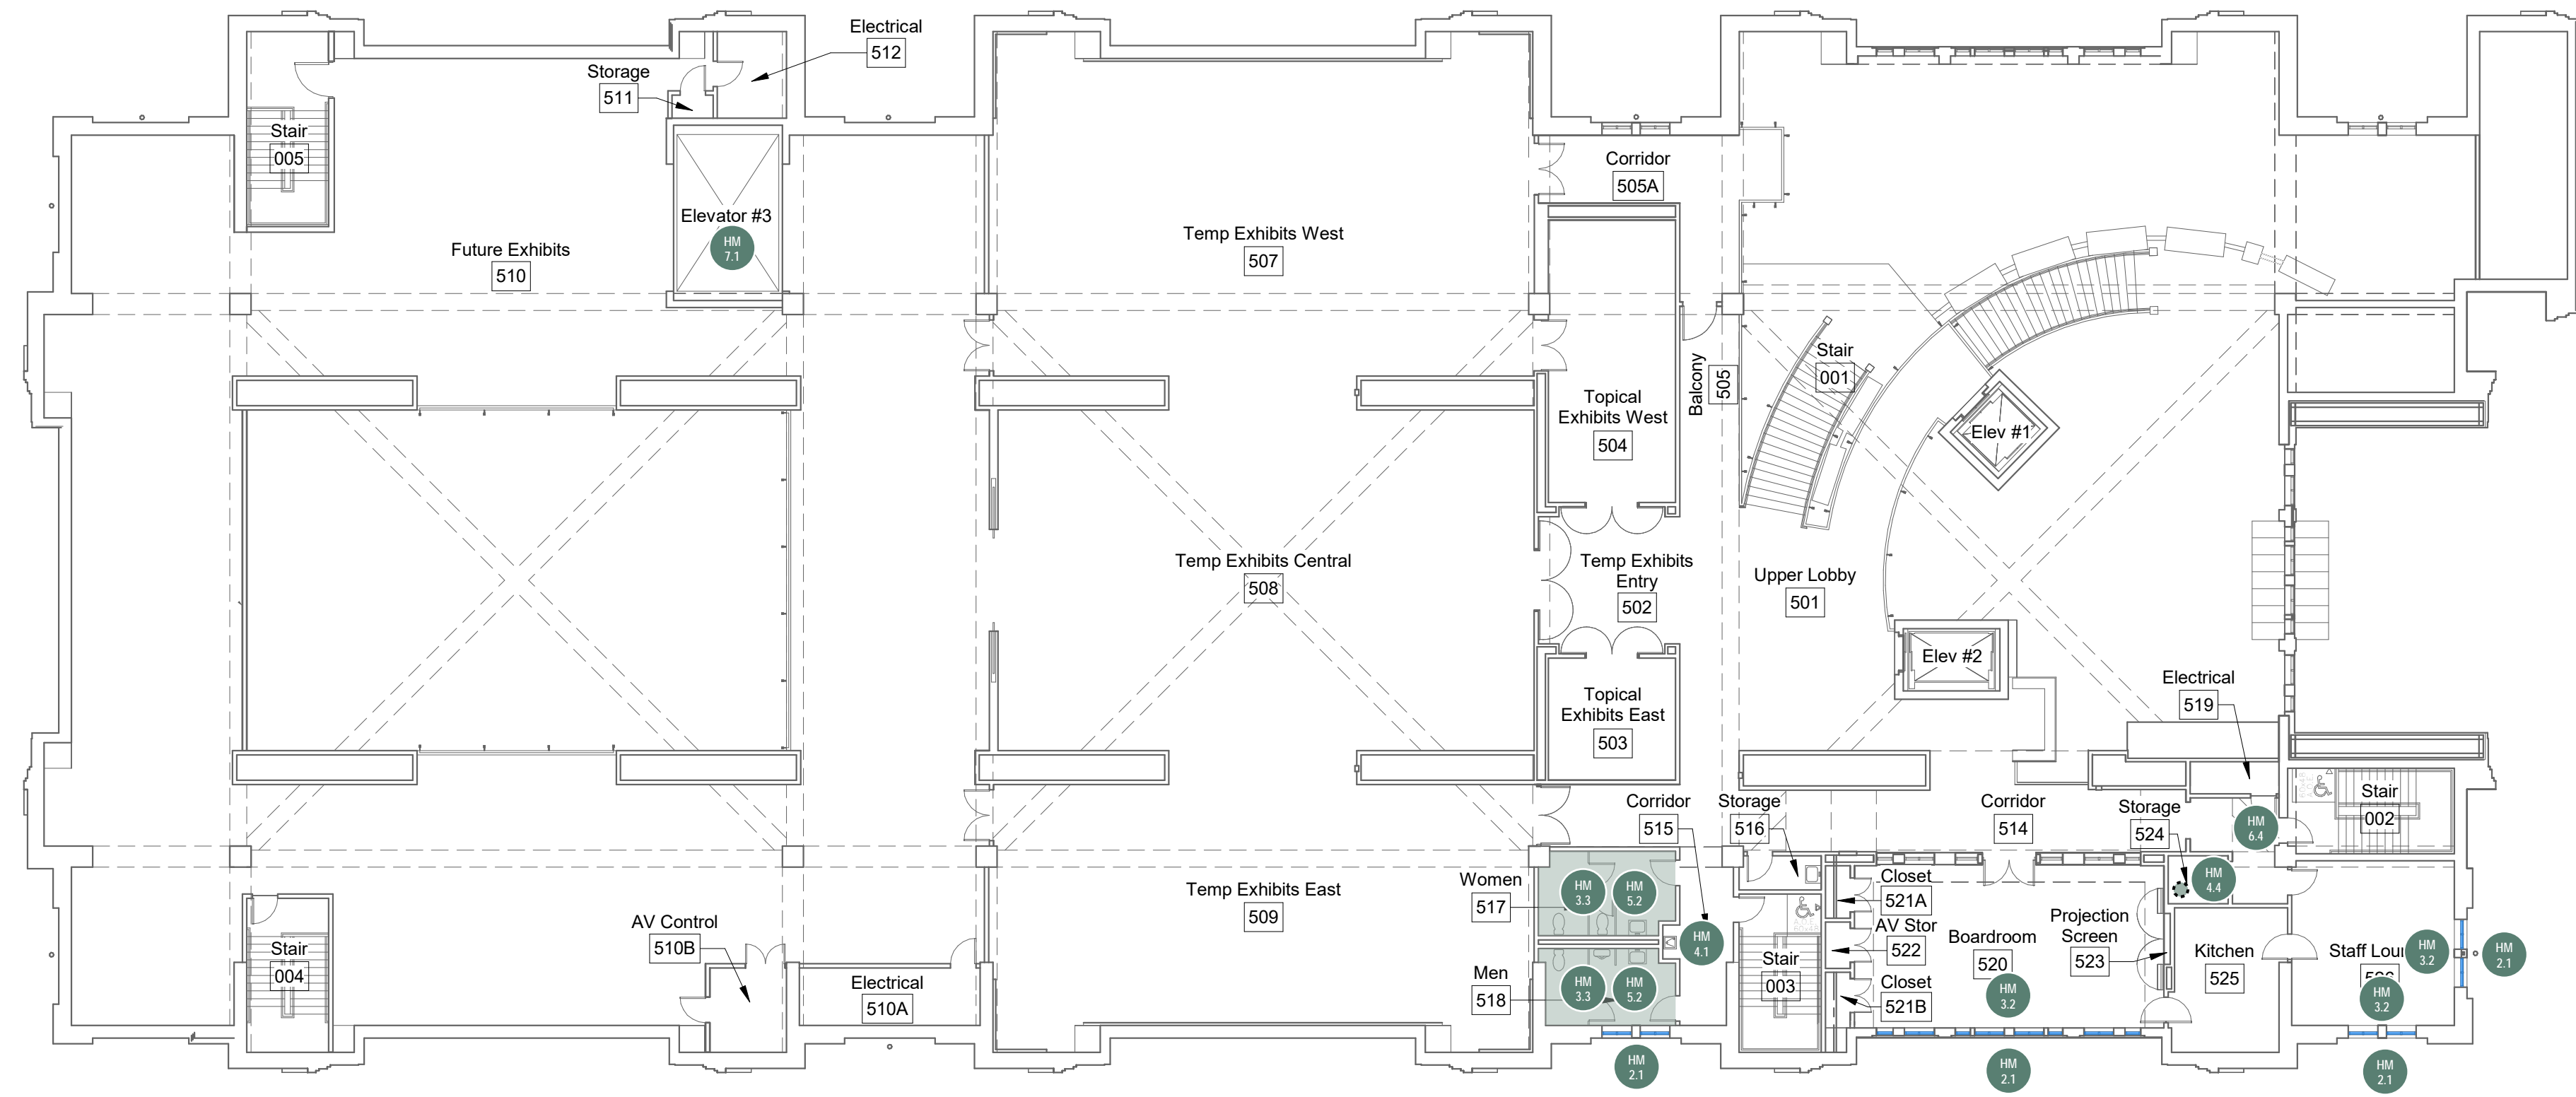 Electrical
512
Storage
511
Stair
005
Elevator #3
HM
7.1
Future Exhibits
510
Temp Exhibits West
507
Corridor
505A
Topical
Exhibits West
504
Balcony
505
Stair
001
Elev #1
Temp Exhibits Central
508
Temp Exhibits
Entry
502
Upper Lobby
501
Elev #2
Topical
Exhibits East
503
Electrical
519
Corridor
515
Storage
516
Corridor
514
Storage
524
HM
6.4
Stair
002
Women
517
HM
3.3
HM
5.2
HM
4.4
Temp Exhibits East
509
Closet
521A
AV Control
510B
Stair
004
HM
4.1
AV Stor
522
Projection
Screen
523
Boardroom
520
HM
3.2
Kitchen
525
Staff Lou
HM
3.2
HM
2.1
HM
3.2
Men
518
HM
3.3
HM
5.2
Stair
003
Closet
521B
Electrical
510A
HM
2.1
HM
2.1
HM
2.1